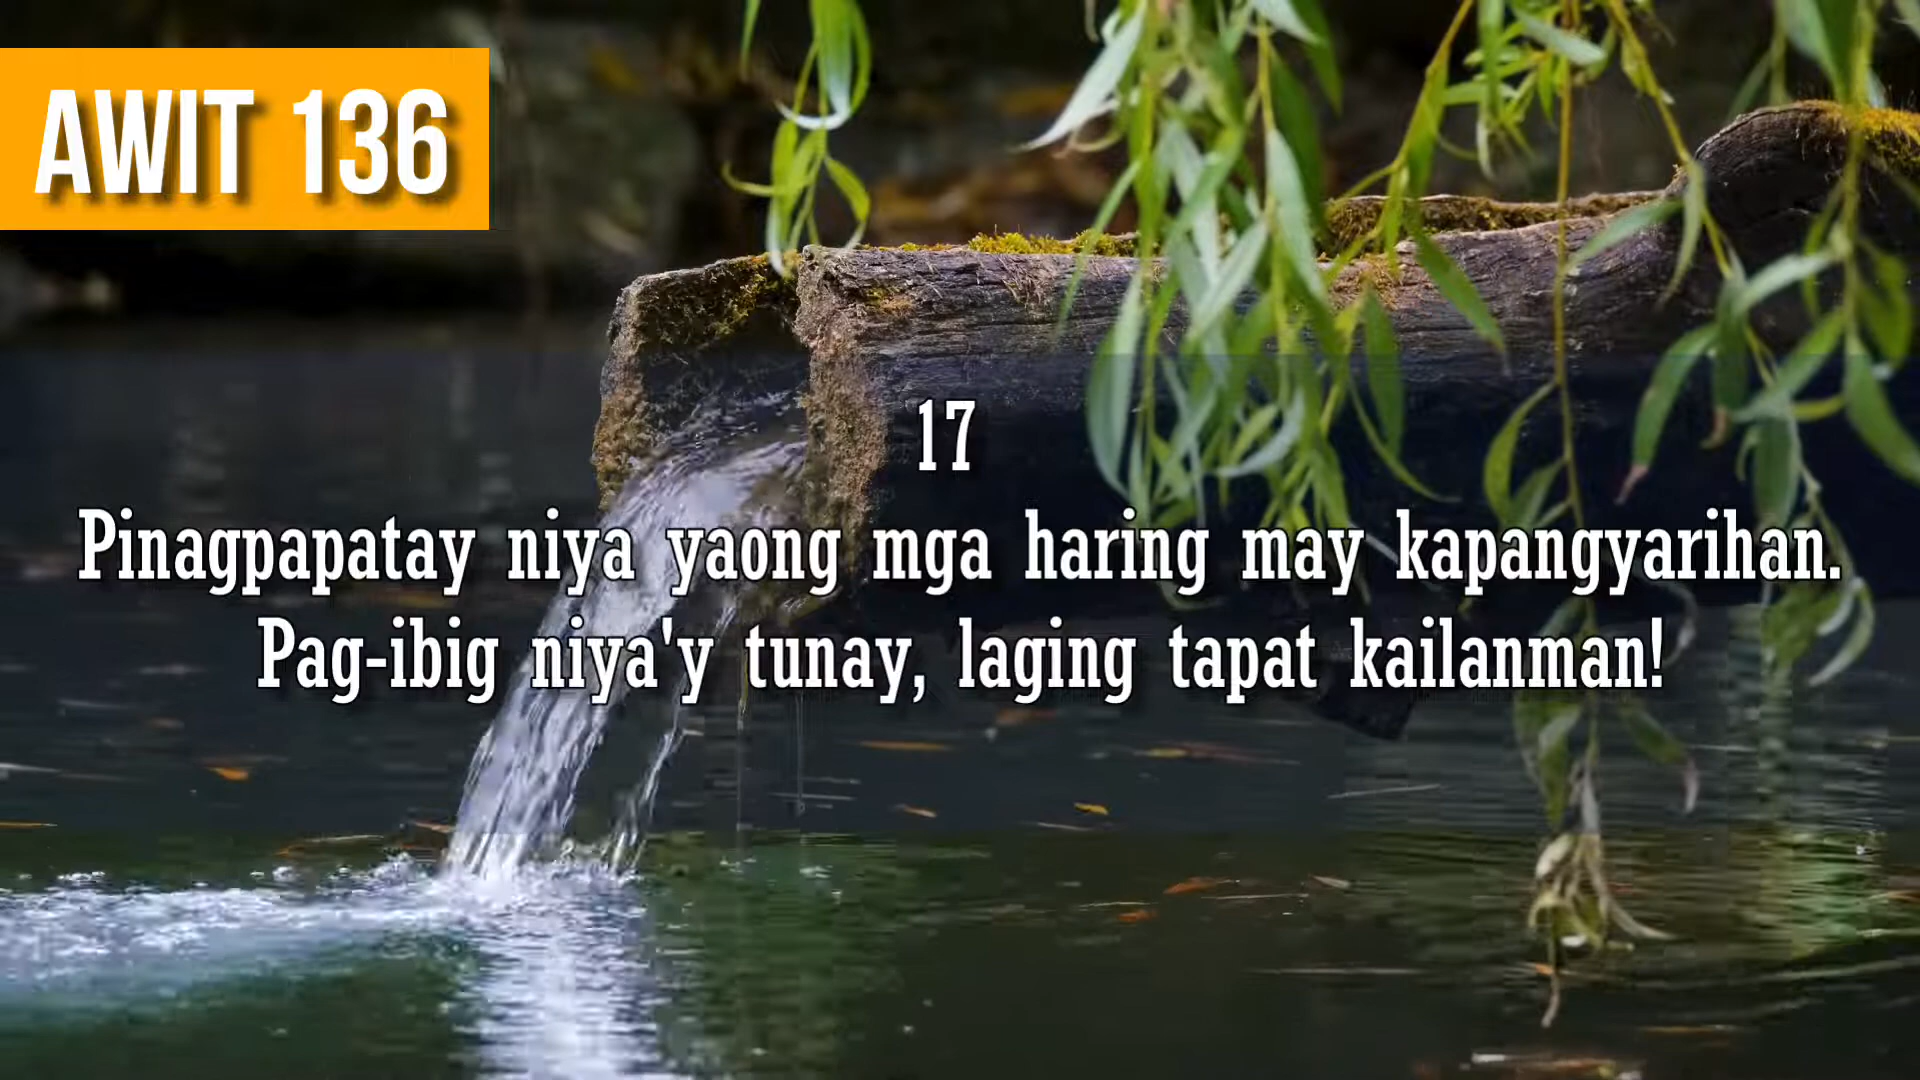 AWIT 136
17
Pinagpapatay niya yaong mga haring may kapangyarihan.
Pag-ibig niya'y tunay, laging tapat kailanman!